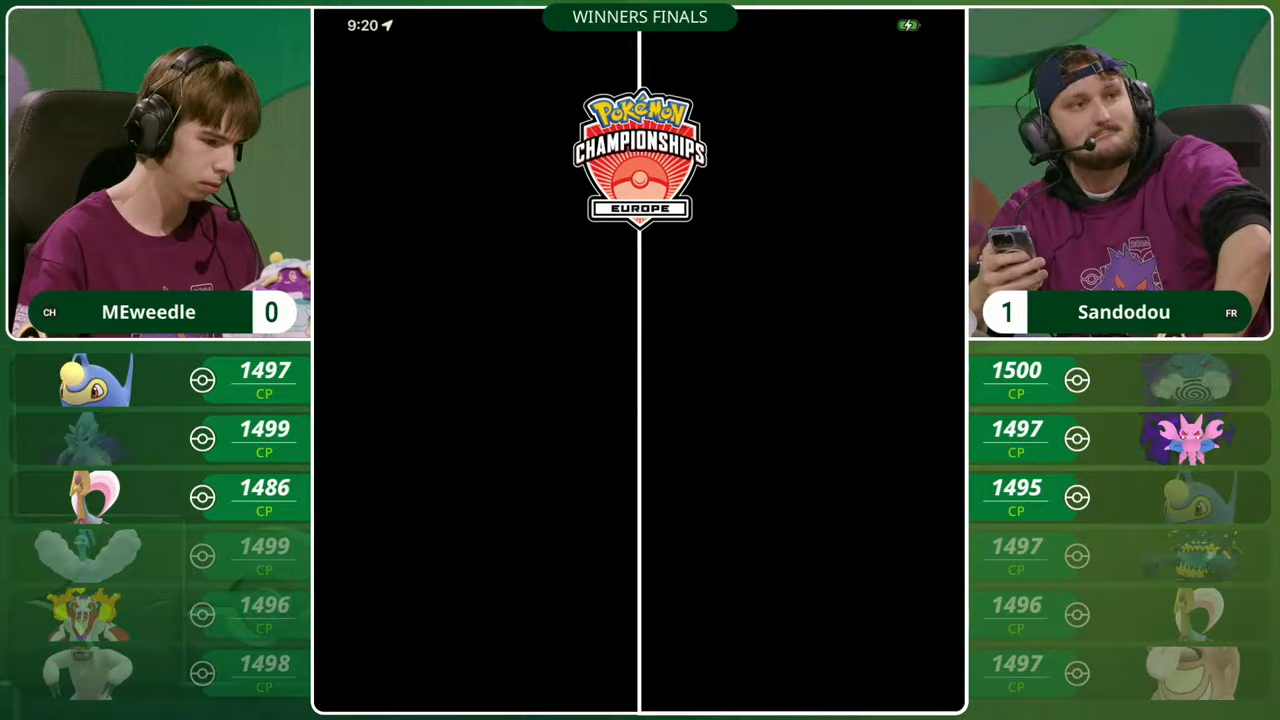 WINNERS FINALS
9:20
Pokémon
CHAMPIONSHIPS
EUROPE
CH MEweedle 0
1 Sandodou FR
1497
CP
1499
CP
1486
CP
1499
CP
1496
CP
1498
CP
1500
CP
1497
CP
1495
CP
1497
CP
1496
CP
1497
CP